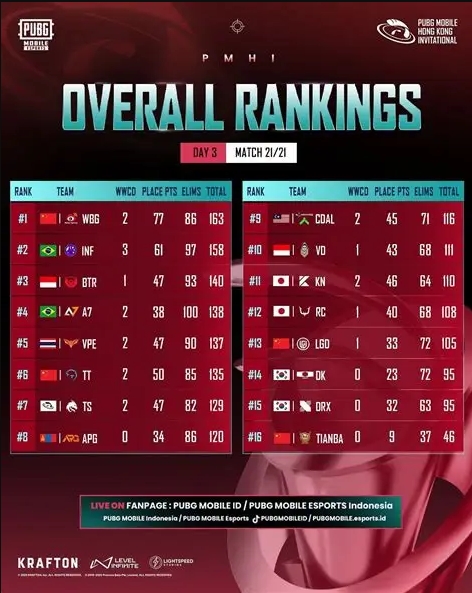 PUBG
MOBILE
ESPORTS
PUBG MOBILE
HONG KONG
INVITATIONAL
PMHI
OVERALL RANKINGS
DAY 3 MATCH 21/21
RANK TEAM WWCD PLACE PTS ELIMS TOTAL
#1 WBG 2 77 86 163
#2 INF 3 61 97 158
#3 BTR 1 47 93 140
#4 A7 2 38 100 138
#5 VPE 2 47 90 137
#6 TT 2 50 85 135
#7 TS 2 47 82 129
#8 APG 0 34 86 120
RANK TEAM WWCD PLACE PTS ELIMS TOTAL
#9 CDAL 2 45 71 116
#10 VD 1 43 68 111
#11 KN 2 46 64 110
#12 RC 1 40 68 108
#13 LGD 1 33 72 105
#14 DK 0 23 72 95
#15 DRX 0 32 63 95
#16 TIANBA 0 9 37 46
LIVE ON FANPAGE : PUBG MOBILE ID / PUBG MOBILE ESPORTS Indonesia
PUBG MOBILE Indonesia / PUBG Mobile Esports PUBGMOBILEID / PUBGMOBILE.esports.id
KRAFTON LEVEL INFINITE LIGHTSPEED STUDIOS